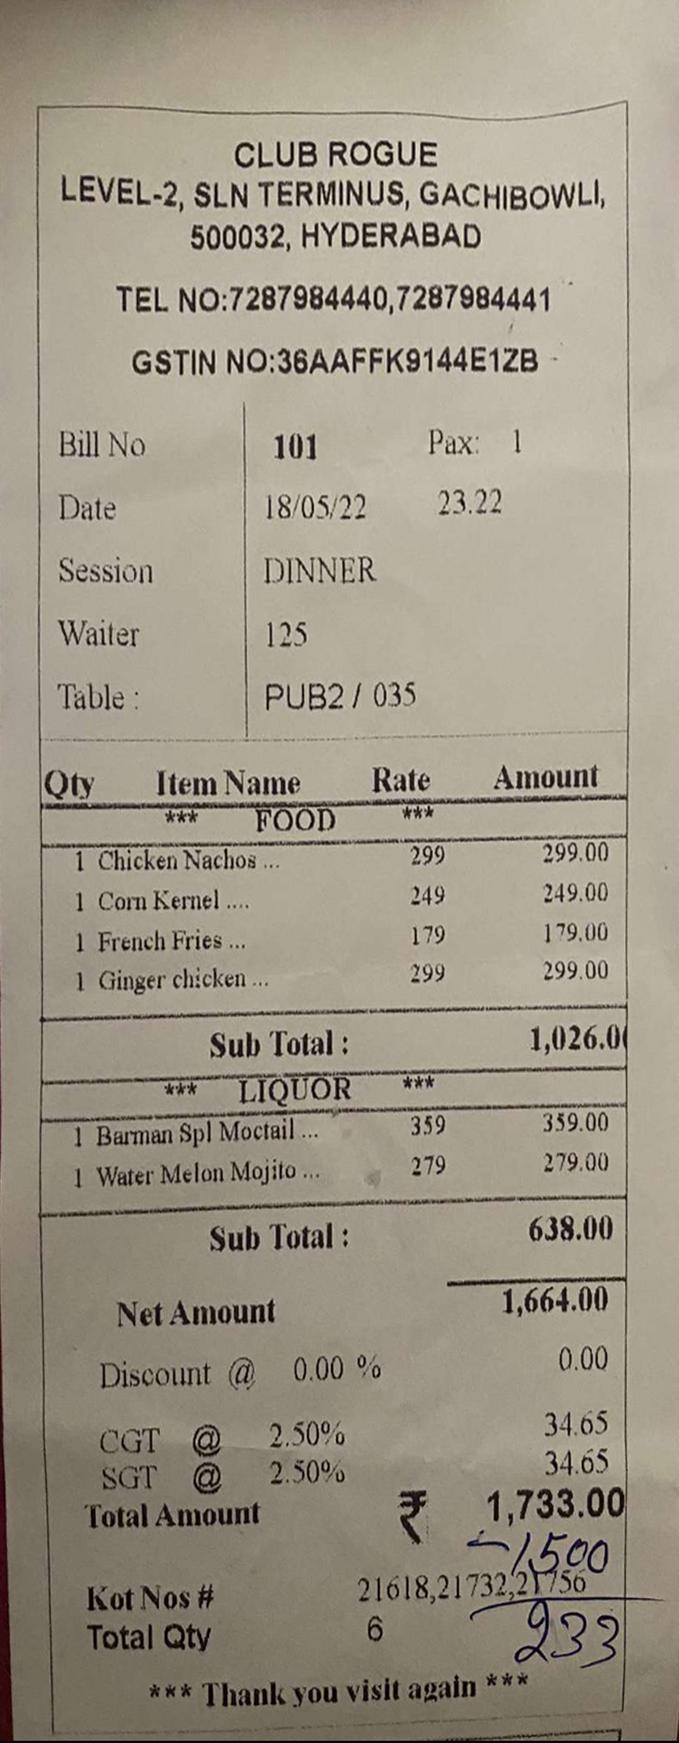 CLUB ROGUE
LEVEL-2, SLN TERMINUS, GACHIBOWLI,
500032, HYDERABAD
TEL NO:7287984440,7287984441
GSTIN NO:36AAFFK9144E1ZB
Bill No 101 Pax: 1
Date 18/05/22 23.22
Session DINNER
Waiter 125
Table : PUB2 / 035
Qty Item Name Rate Amount
*** FOOD ***
1 Chicken Nachos ... 299 299.00
1 Corn Kernel .... 249 249.00
1 French Fries ... 179 179.00
1 Ginger chicken ... 299 299.00
Sub Total : 1,026.0
*** LIQUOR ***
1 Barman Spl Moctail ... 359 359.00
1 Water Melon Mojito ... 279 279.00
Sub Total : 638.00
Net Amount 1,664.00
Discount @ 0.00 % 0.00
CGT @ 2.50% 34.65
SGT @ 2.50% 34.65
Total Amount ₹ 1,733.00
-1,500
Kot Nos # 21618,21732,21756
Total Qty 6 233
*** Thank you visit again ***